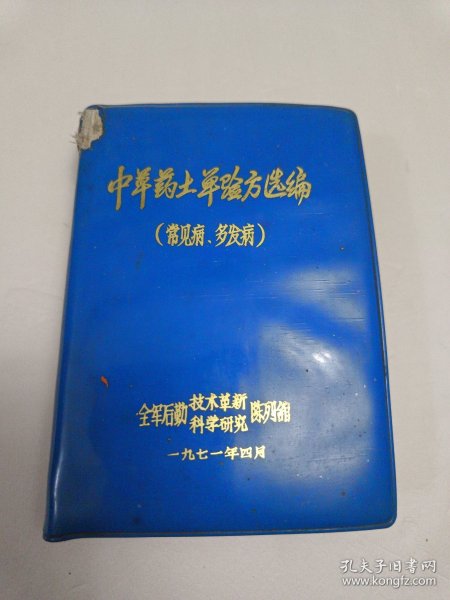 中草药土单验方选编
（常见病、多发病）
全军后勤技术革新科学研究陈列馆
一九七一年四月
孔夫子旧书网
www.kongfz.com